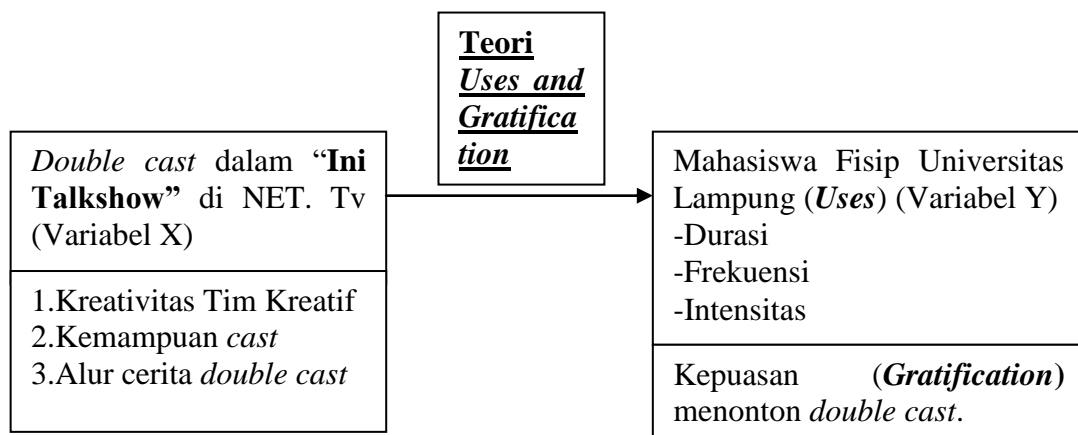 Teori
Uses and
Gratifica
tion
Double cast dalam “Ini
Talkshow” di NET. Tv
(Variabel X)
1.Kreativitas Tim Kreatif
2.Kemampuan cast
3.Alur cerita double cast
Mahasiswa Fisip Universitas
Lampung (Uses) (Variabel Y)
-Durasi
-Frekuensi
-Intensitas
Kepuasan (Gratification)
menonton double cast.